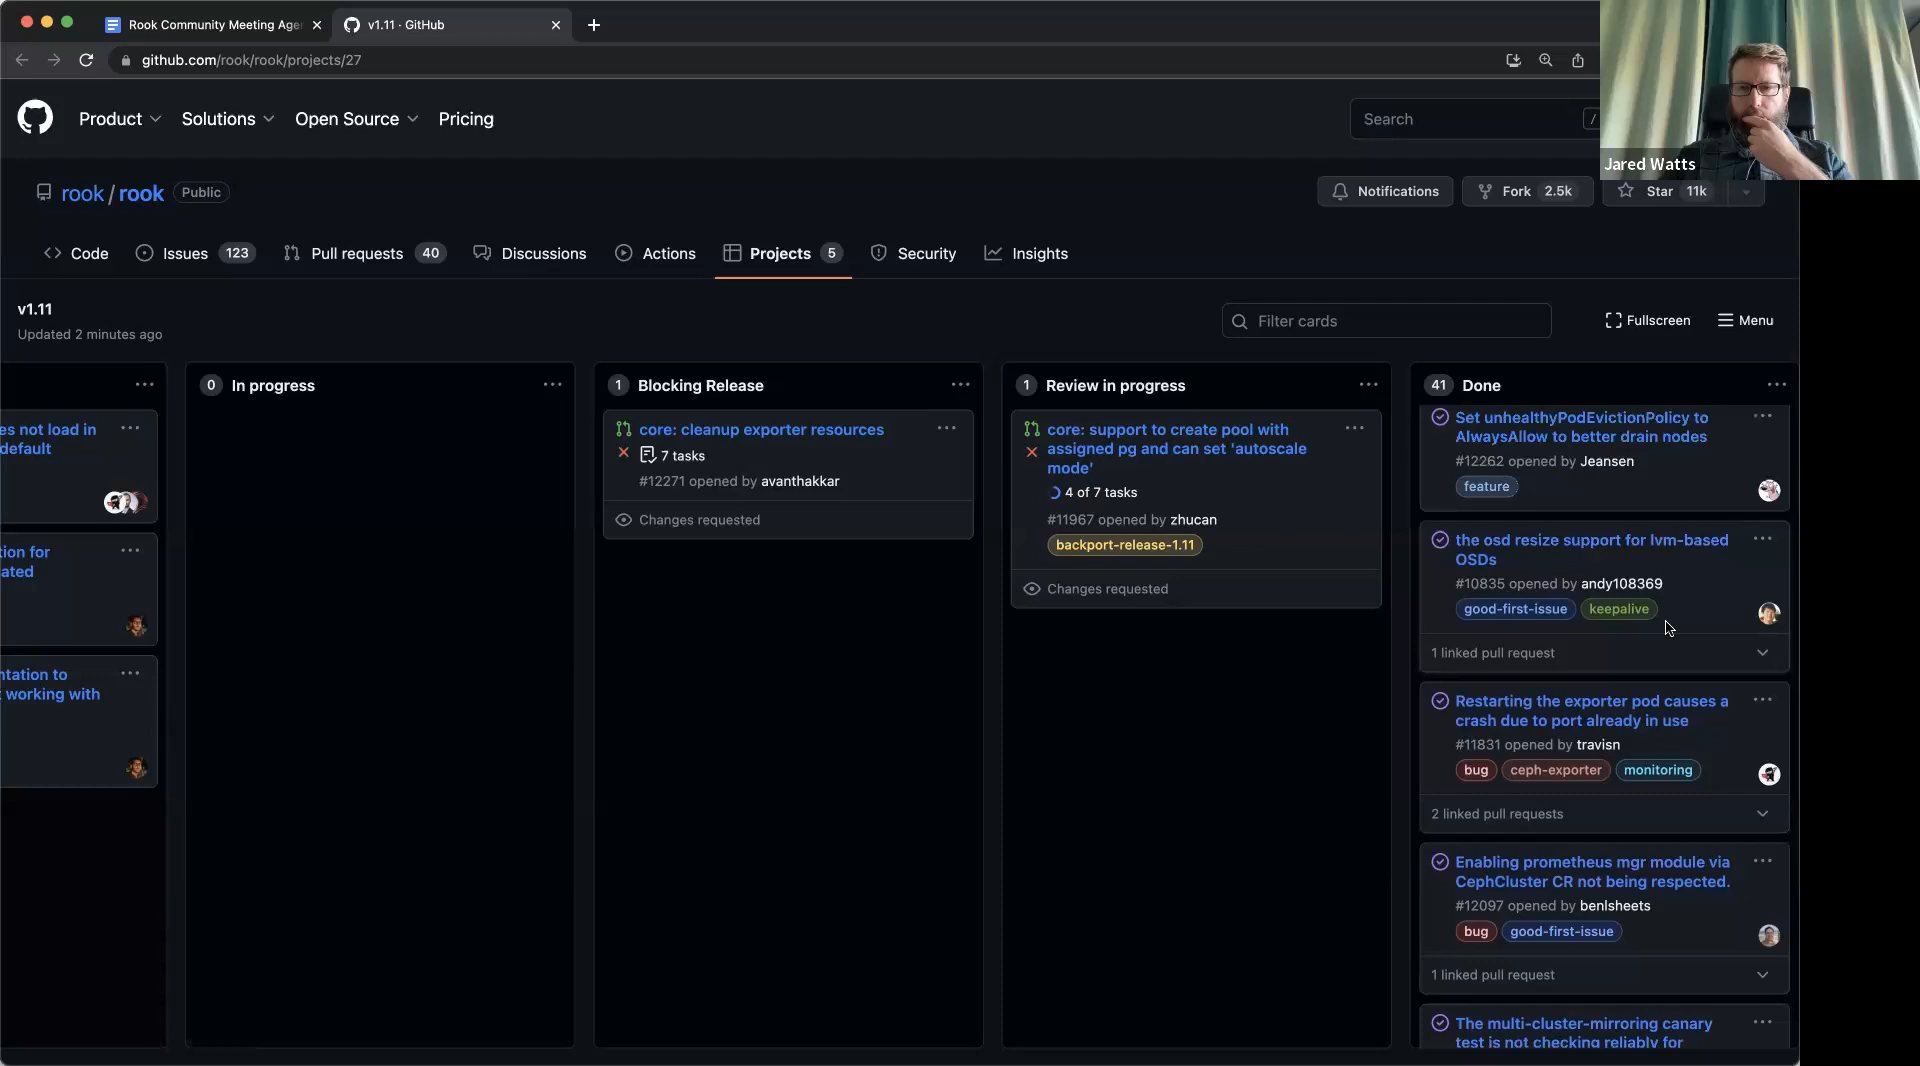 Rook Community Meeting Age
v1.11 · GitHub
github.com/rook/rook/projects/27
Product
Solutions
Open Source
Pricing
Search
/
Jared Watts
rook / rook
Public
Notifications
Fork 2.5k
Star 11k
Code
Issues 123
Pull requests 40
Discussions
Actions
Projects 5
Security
Insights
v1.11
Updated 2 minutes ago
Filter cards
Fullscreen
Menu
es not load in
default
tion for
ated
ntation to
working with
0 In progress
1 Blocking Release
core: cleanup exporter resources
7 tasks
#12271 opened by avanthakkar
Changes requested
1 Review in progress
core: support to create pool with
assigned pg and can set 'autoscale
mode'
4 of 7 tasks
#11967 opened by zhucan
backport-release-1.11
Changes requested
41 Done
Set unhealthyPodEvictionPolicy to
AlwaysAllow to better drain nodes
#12262 opened by Jeansen
feature
the osd resize support for lvm-based
OSDs
#10835 opened by andy108369
good-first-issue keepalive
1 linked pull request
Restarting the exporter pod causes a
crash due to port already in use
#11831 opened by travisn
bug ceph-exporter monitoring
2 linked pull requests
Enabling prometheus mgr module via
CephCluster CR not being respected.
#12097 opened by benlsheets
bug good-first-issue
1 linked pull request
The multi-cluster-mirroring canary
test is not checking reliably for